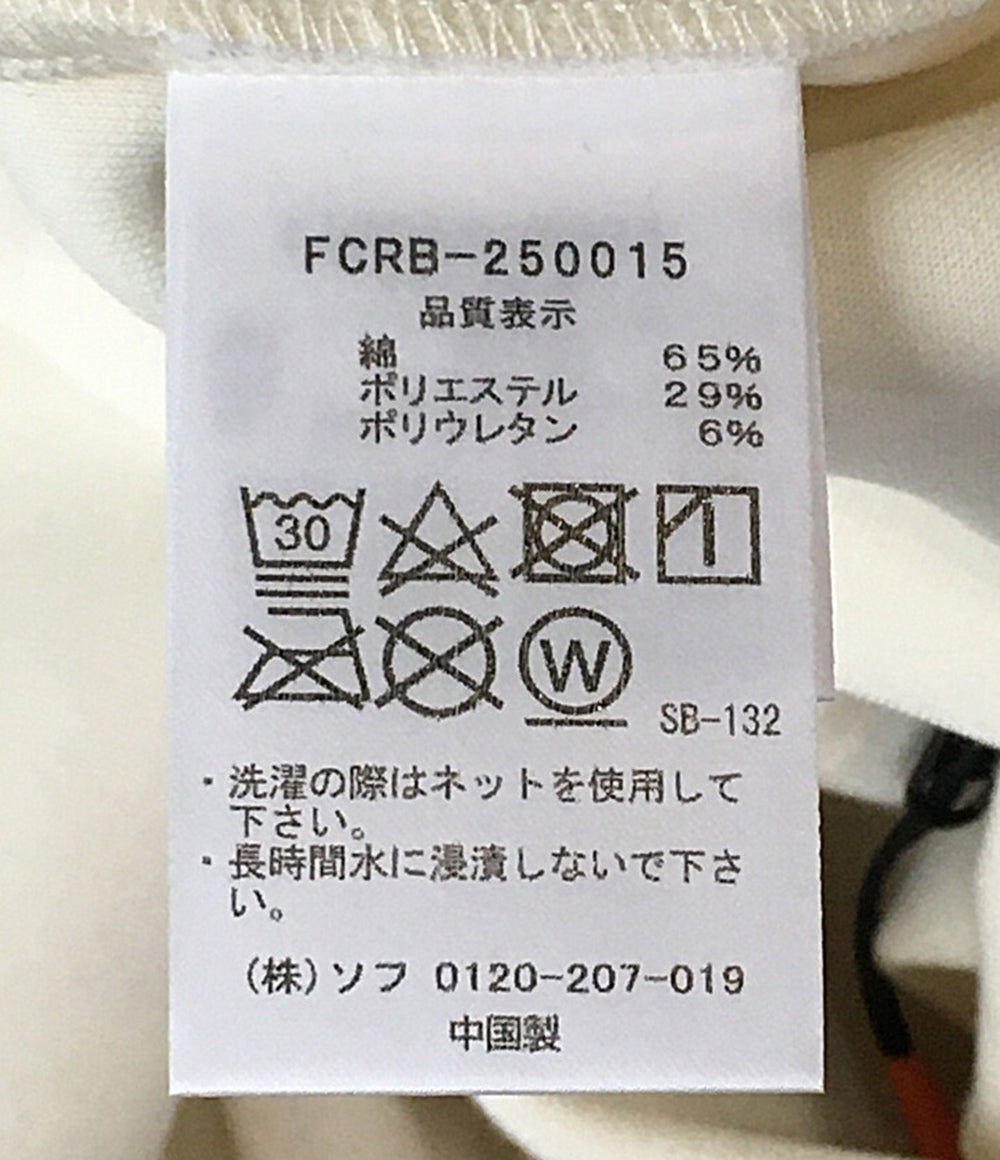 FCRB-250015
品質表示
綿 65%
ポリエステル 29%
ポリウレタン 6%
30
W
SB-132
・洗濯の際はネットを使用して
下さい。
・長時間水に浸漬しないで下さ
い。
(株)ソフ 0120-207-019
中国製